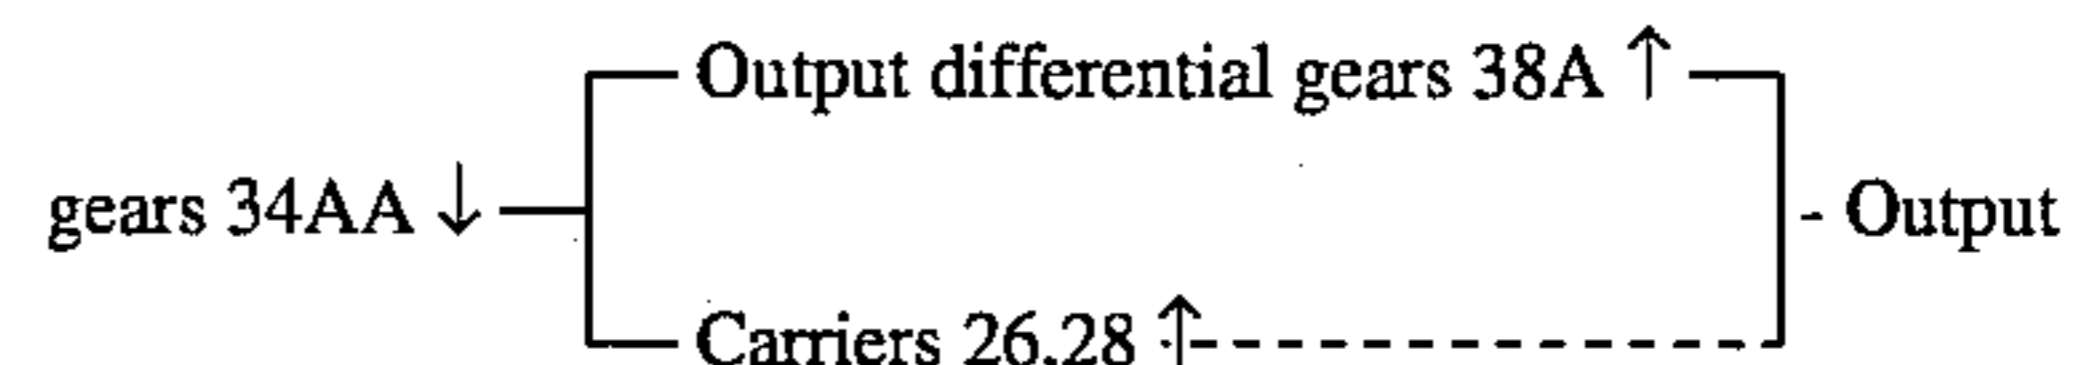 Output differential gears 38A ↑
gears 34AA ↓ - Output
Carriers 26,28 ↑